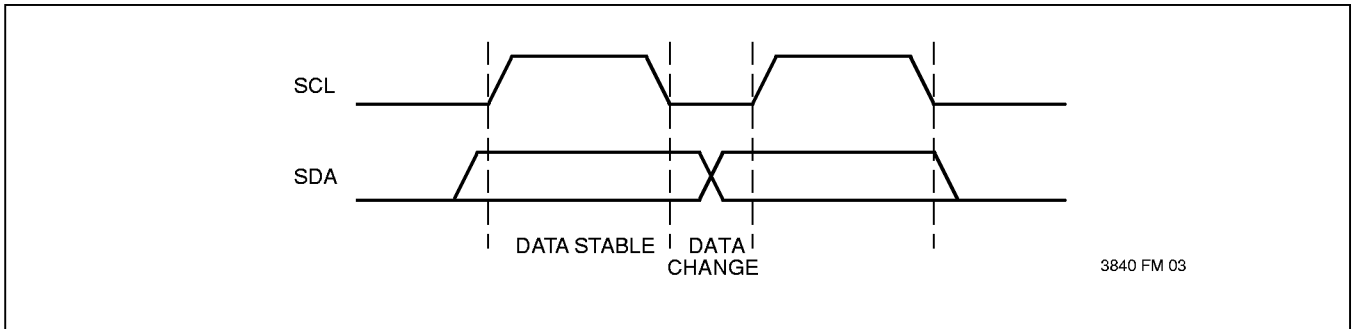 SCL
SDA
DATA STABLE
DATA
CHANGE
3840 FM 03